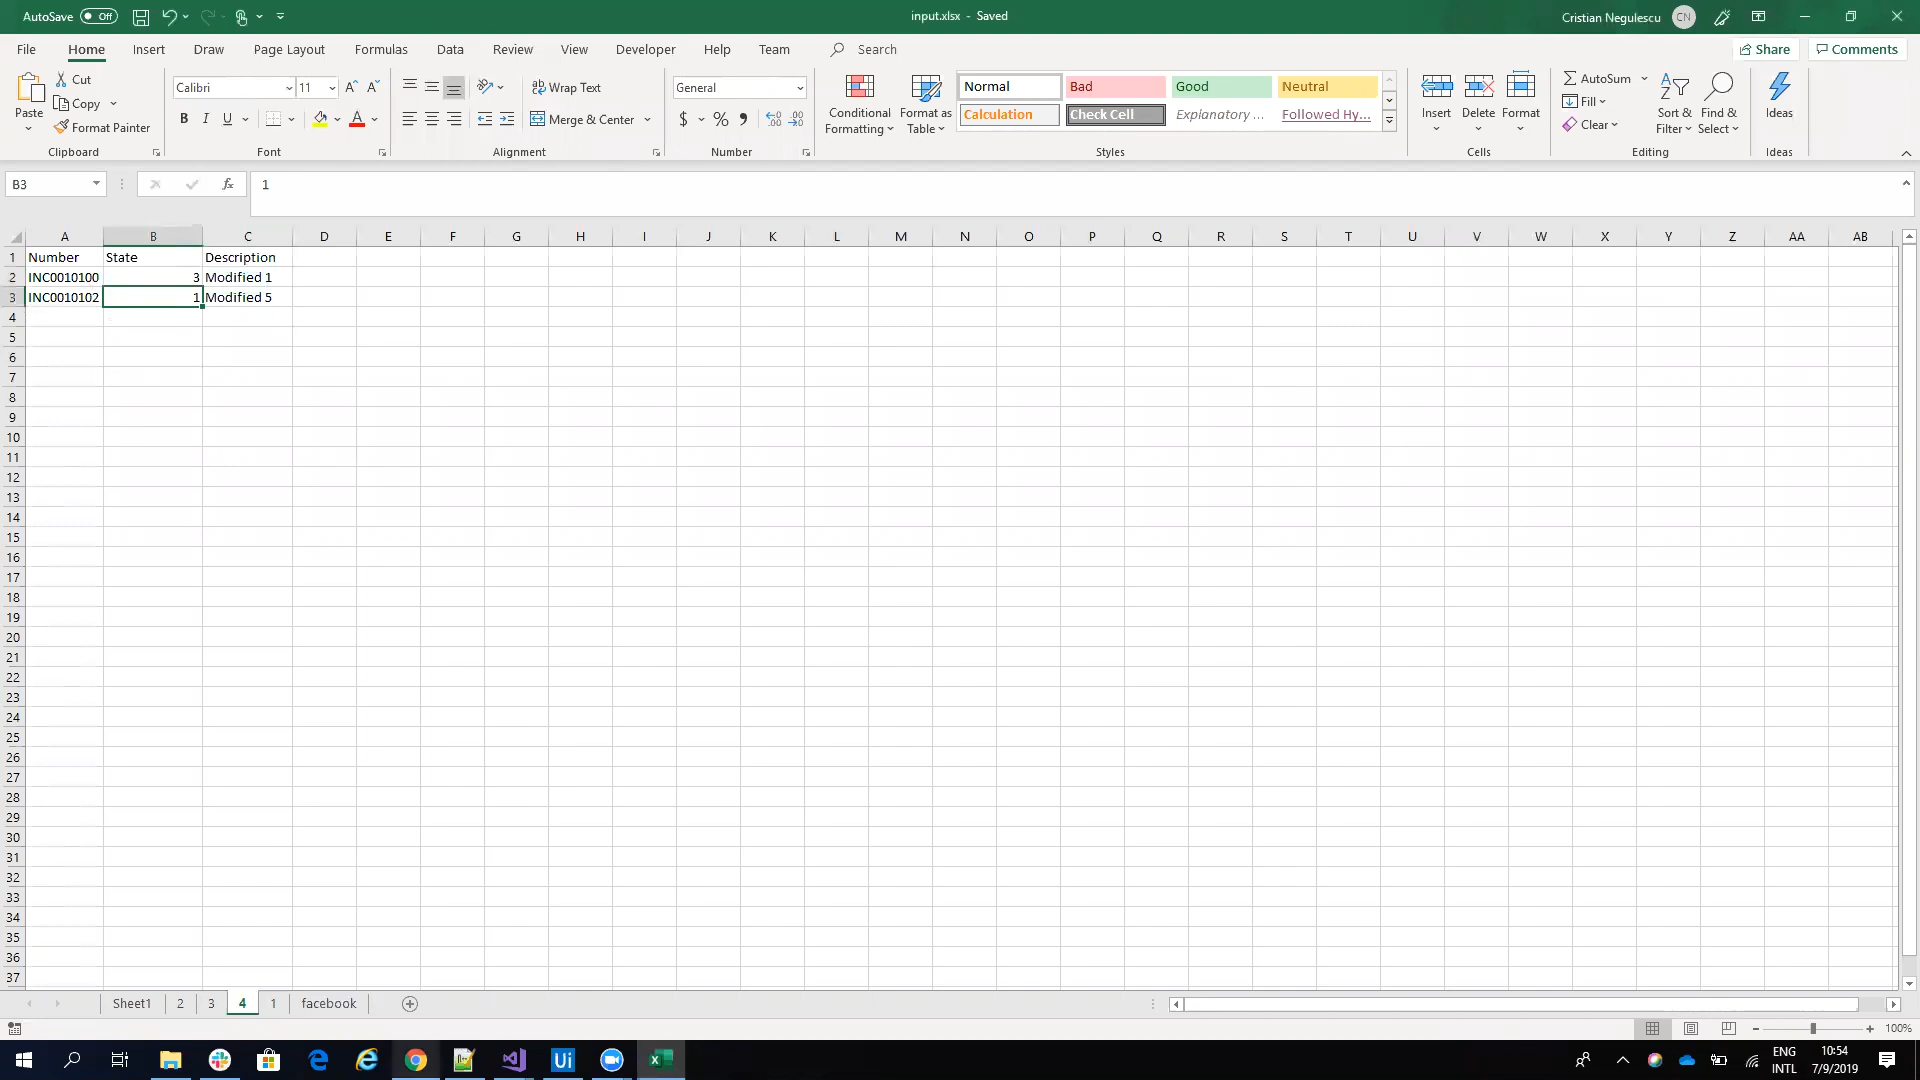 AutoSave Off input.xlsx - Saved Cristian Negulescu CN
File Home Insert Draw Page Layout Formulas Data Review View Developer Help Team Search Share Comments
Paste Cut Copy Format Painter Clipboard
Calibri 11 B I U A Font
Wrap Text Merge & Center Alignment
General $ % Number
Conditional Formatting Format as Table
Normal Bad Good Neutral
Calculation Check Cell Explanatory ... Followed Hy...
Styles
Insert Delete Format Cells
AutoSum Fill Clear Sort & Filter Find & Select Editing
Ideas Ideas
B3 fx 1
A B C D E F G H I J K L M N O P Q R S T U V W X Y Z AA AB
1 Number State Description
2 INC0010100 3 Modified 1
3 INC0010102 1 Modified 5
4
5
6
7
8
9
10
11
12
13
14
15
16
17
18
19
20
21
22
23
24
25
26
27
28
29
30
31
32
33
34
35
36
37
Sheet1 2 3 4 1 facebook
100%
Ui ENG 10:54
INTL 7/9/2019